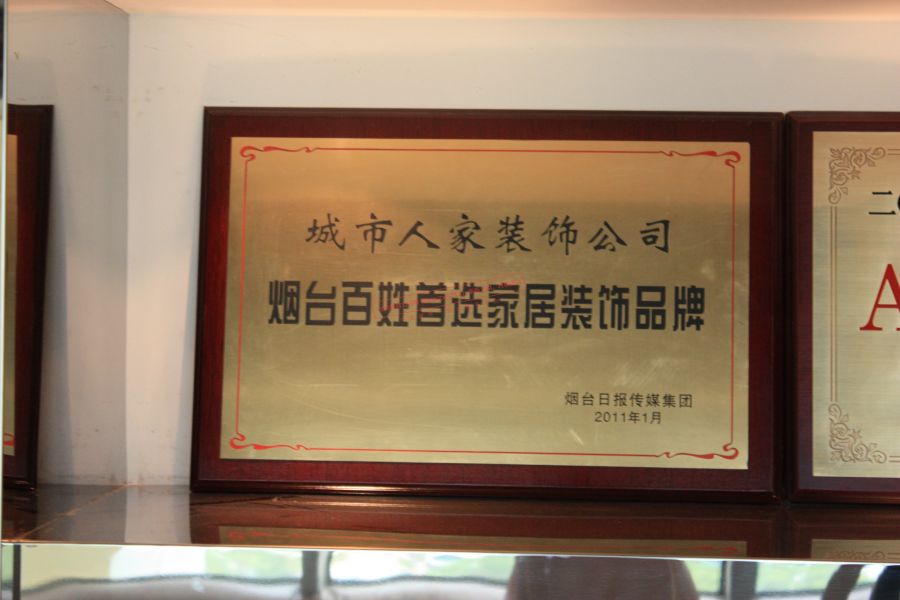 城市人家装饰公司
烟台百姓首选家居装饰品牌
烟台日报传媒集团
2011年1月
二
A